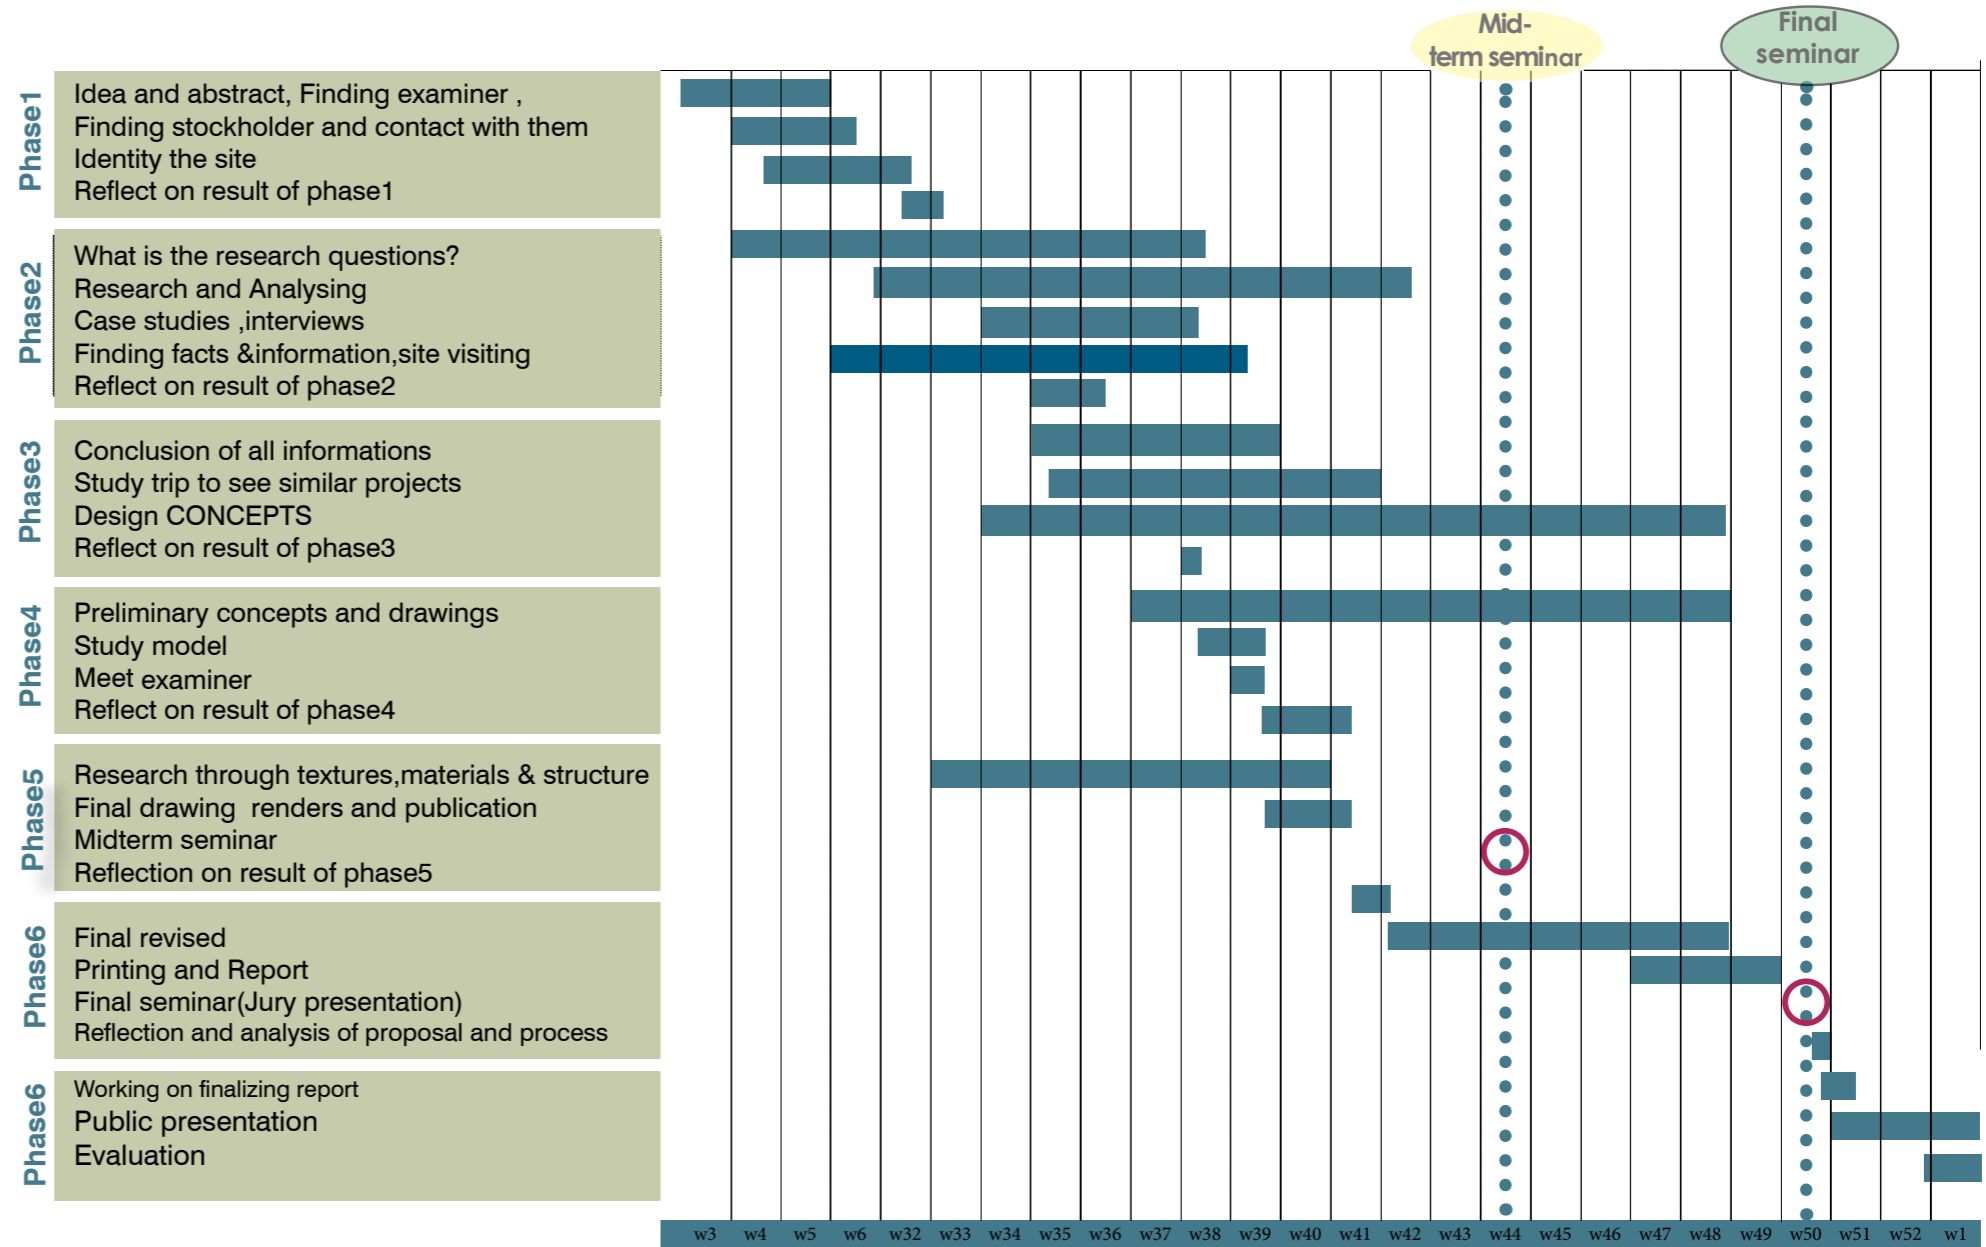 Mid-
term seminar
Final
seminar
Phase1
Idea and abstract, Finding examiner ,
Finding stockholder and contact with them
Identity the site
Reflect on result of phase1
Phase2
What is the research questions?
Research and Analysing
Case studies ,interviews
Finding facts &information,site visiting
Reflect on result of phase2
Phase3
Conclusion of all informations
Study trip to see similar projects
Design CONCEPTS
Reflect on result of phase3
Phase4
Preliminary concepts and drawings
Study model
Meet examiner
Reflect on result of phase4
Phase5
Research through textures,materials & structure
Final drawing  renders and publication
Midterm seminar
Reflection on result of phase5
Phase6
Final revised
Printing and Report
Final seminar(Jury presentation)
Reflection and analysis of proposal and process
Phase6
Working on finalizing report
Public presentation
Evaluation
w3 w4 w5 w6 w32 w33 w34 w35 w36 w37 w38 w39 w40 w41 w42 w43 w44 w45 w46 w47 w48 w49 w50 w51 w52 w1